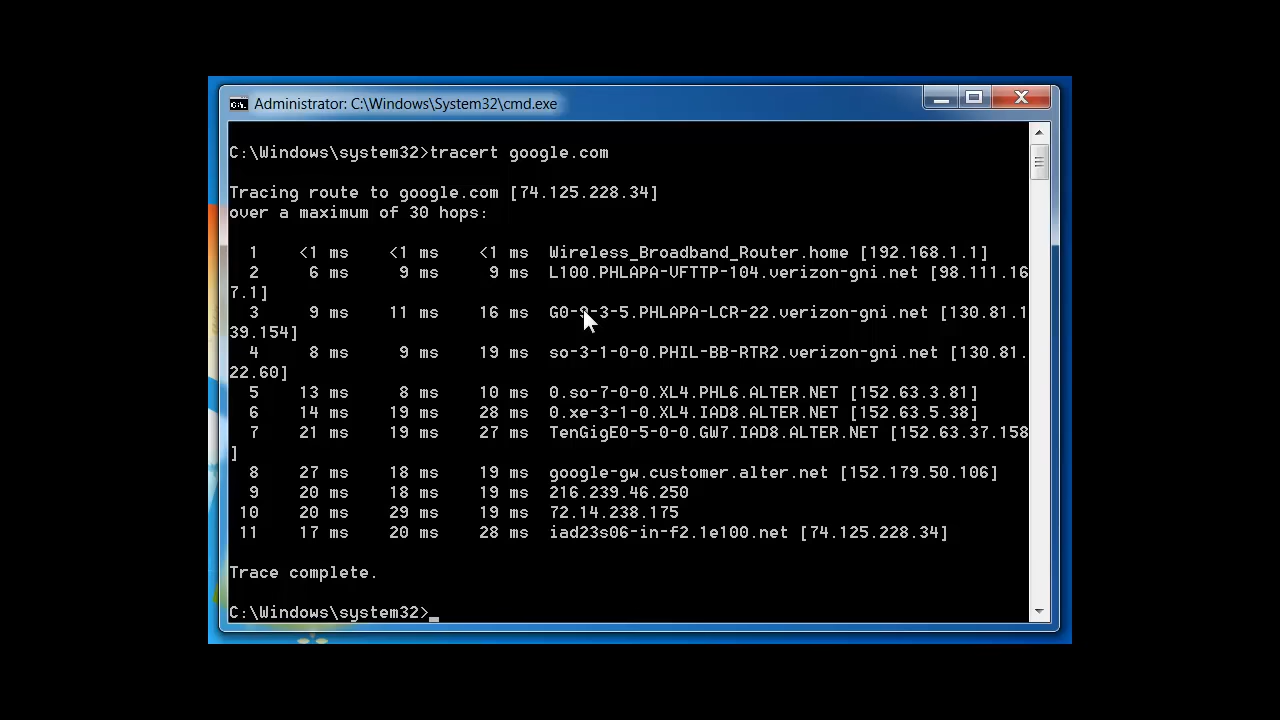 Administrator: C:\Windows\System32\cmd.exe
C:\Windows\system32>tracert google.com
Tracing route to google.com [74.125.228.34]
over a maximum of 30 hops:
1 <1 ms <1 ms <1 ms Wireless_Broadband_Router.home [192.168.1.1]
2 6 ms 9 ms 9 ms L100.PHLAPA-VFTTP-104.verizon-gni.net [98.111.16
7.1]
3 9 ms 11 ms 16 ms G0-9-3-5.PHLAPA-LCR-22.verizon-gni.net [130.81.1
39.154]
4 8 ms 9 ms 19 ms so-3-1-0-0.PHIL-BB-RTR2.verizon-gni.net [130.81.
22.60]
5 13 ms 8 ms 10 ms 0.so-7-0-0.XL4.PHL6.ALTER.NET [152.63.3.81]
6 14 ms 19 ms 28 ms 0.xe-3-1-0.XL4.IAD8.ALTER.NET [152.63.5.38]
7 21 ms 19 ms 27 ms TenGigE0-5-0-0.GW7.IAD8.ALTER.NET [152.63.37.158
]
8 27 ms 18 ms 19 ms google-gw.customer.alter.net [152.179.50.106]
9 20 ms 18 ms 19 ms 216.239.46.250
10 20 ms 29 ms 19 ms 72.14.238.175
11 17 ms 20 ms 28 ms iad23s06-in-f2.1e100.net [74.125.228.34]
Trace complete.
C:\Windows\system32>_